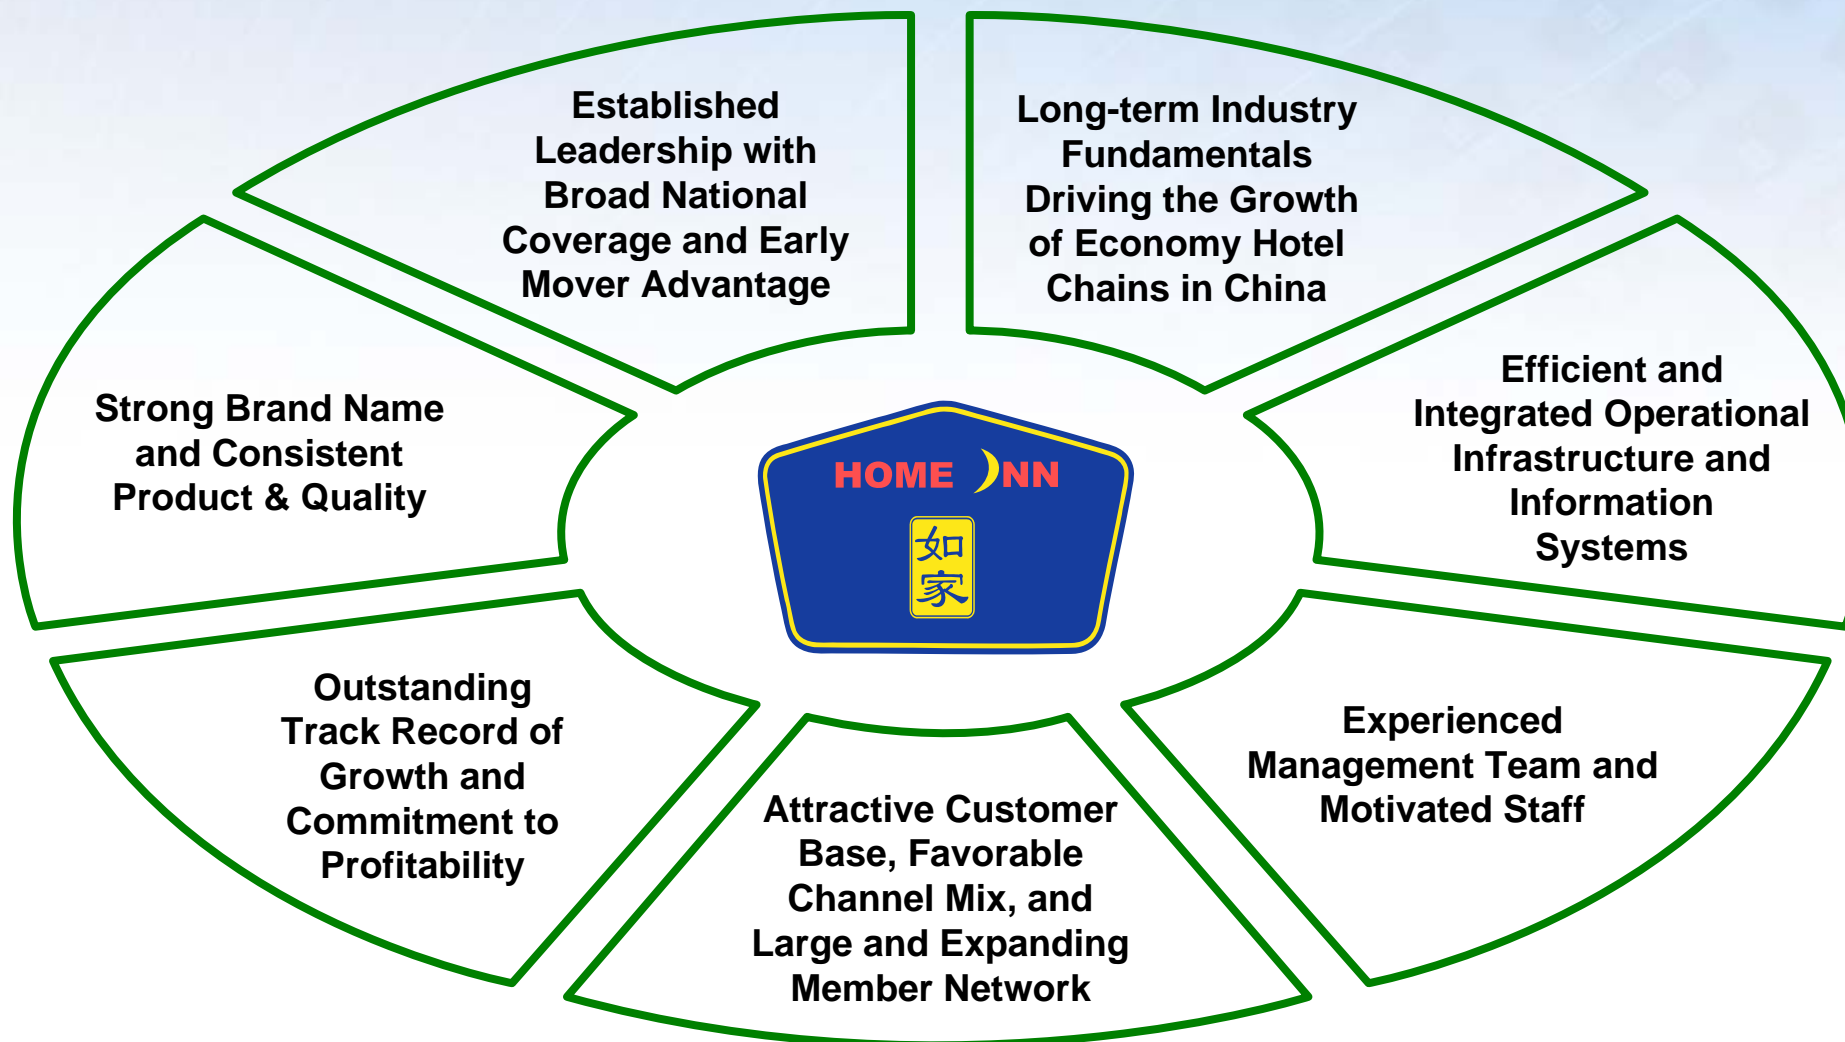 Established
Leadership with
Broad National
Coverage and Early
Mover Advantage
Long-term Industry
Fundamentals
Driving the Growth
of Economy Hotel
Chains in China
Strong Brand Name
and Consistent
Product & Quality
HOME INN
如
家
Efficient and
Integrated Operational
Infrastructure and
Information
Systems
Outstanding
Track Record of
Growth and
Commitment to
Profitability
Attractive Customer
Base, Favorable
Channel Mix, and
Large and Expanding
Member Network
Experienced
Management Team and
Motivated Staff